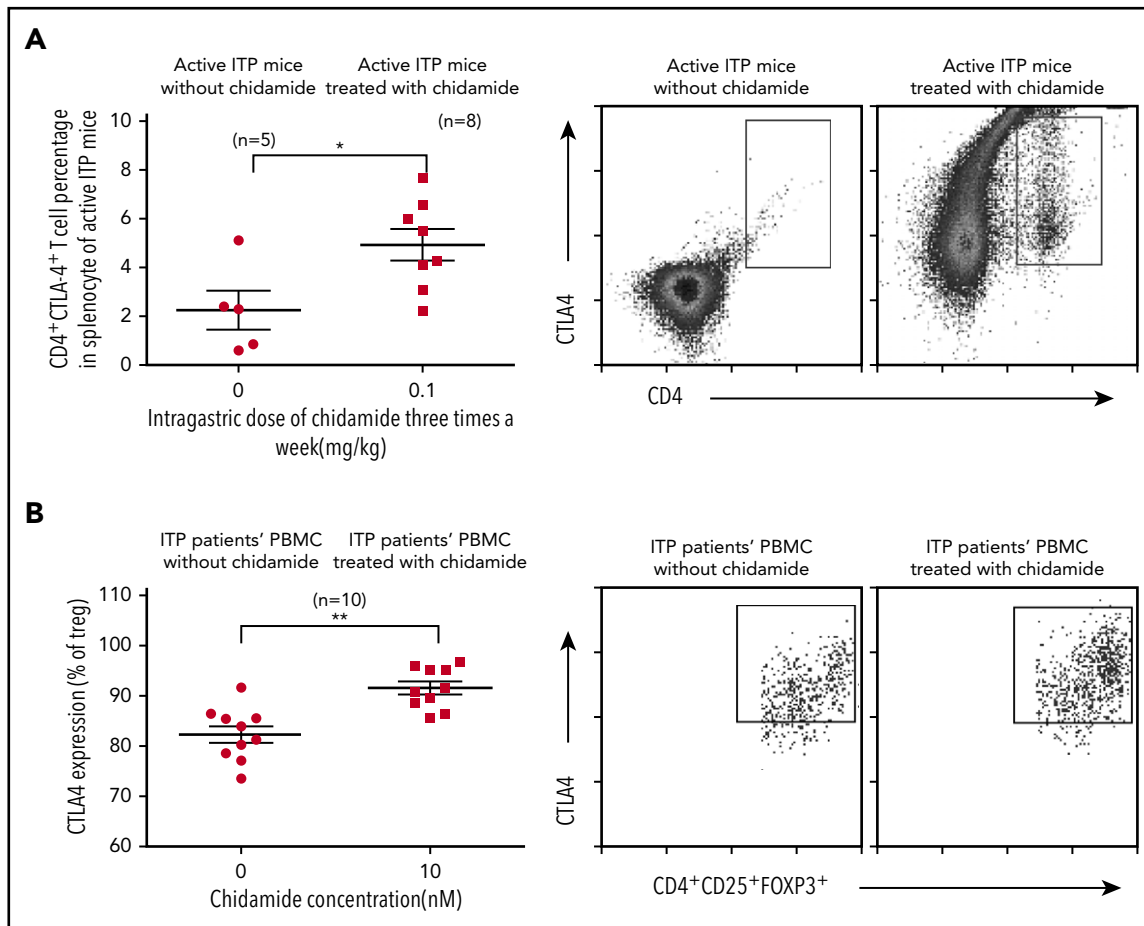 A
Active ITP mice
without chidamide
Active ITP mice
treated with chidamide
(n=5)
(n=8)
*
CD4+CTLA-4+ T cell percentage
in splenocyte of active ITP mice
10
8
6
4
2
0
0
0.1
Intragastric dose of chidamide three times a
week(mg/kg)
Active ITP mice
without chidamide
Active ITP mice
treated with chidamide
CTLA4
CD4
B
ITP patients’ PBMC
without chidamide
ITP patients’ PBMC
treated with chidamide
(n=10)
**
CTLA4 expression (% of treg)
110
100
90
80
70
60
0
10
Chidamide concentration(nM)
ITP patients’ PBMC
without chidamide
ITP patients’ PBMC
treated with chidamide
CTLA4
CD4+CD25+FOXP3+